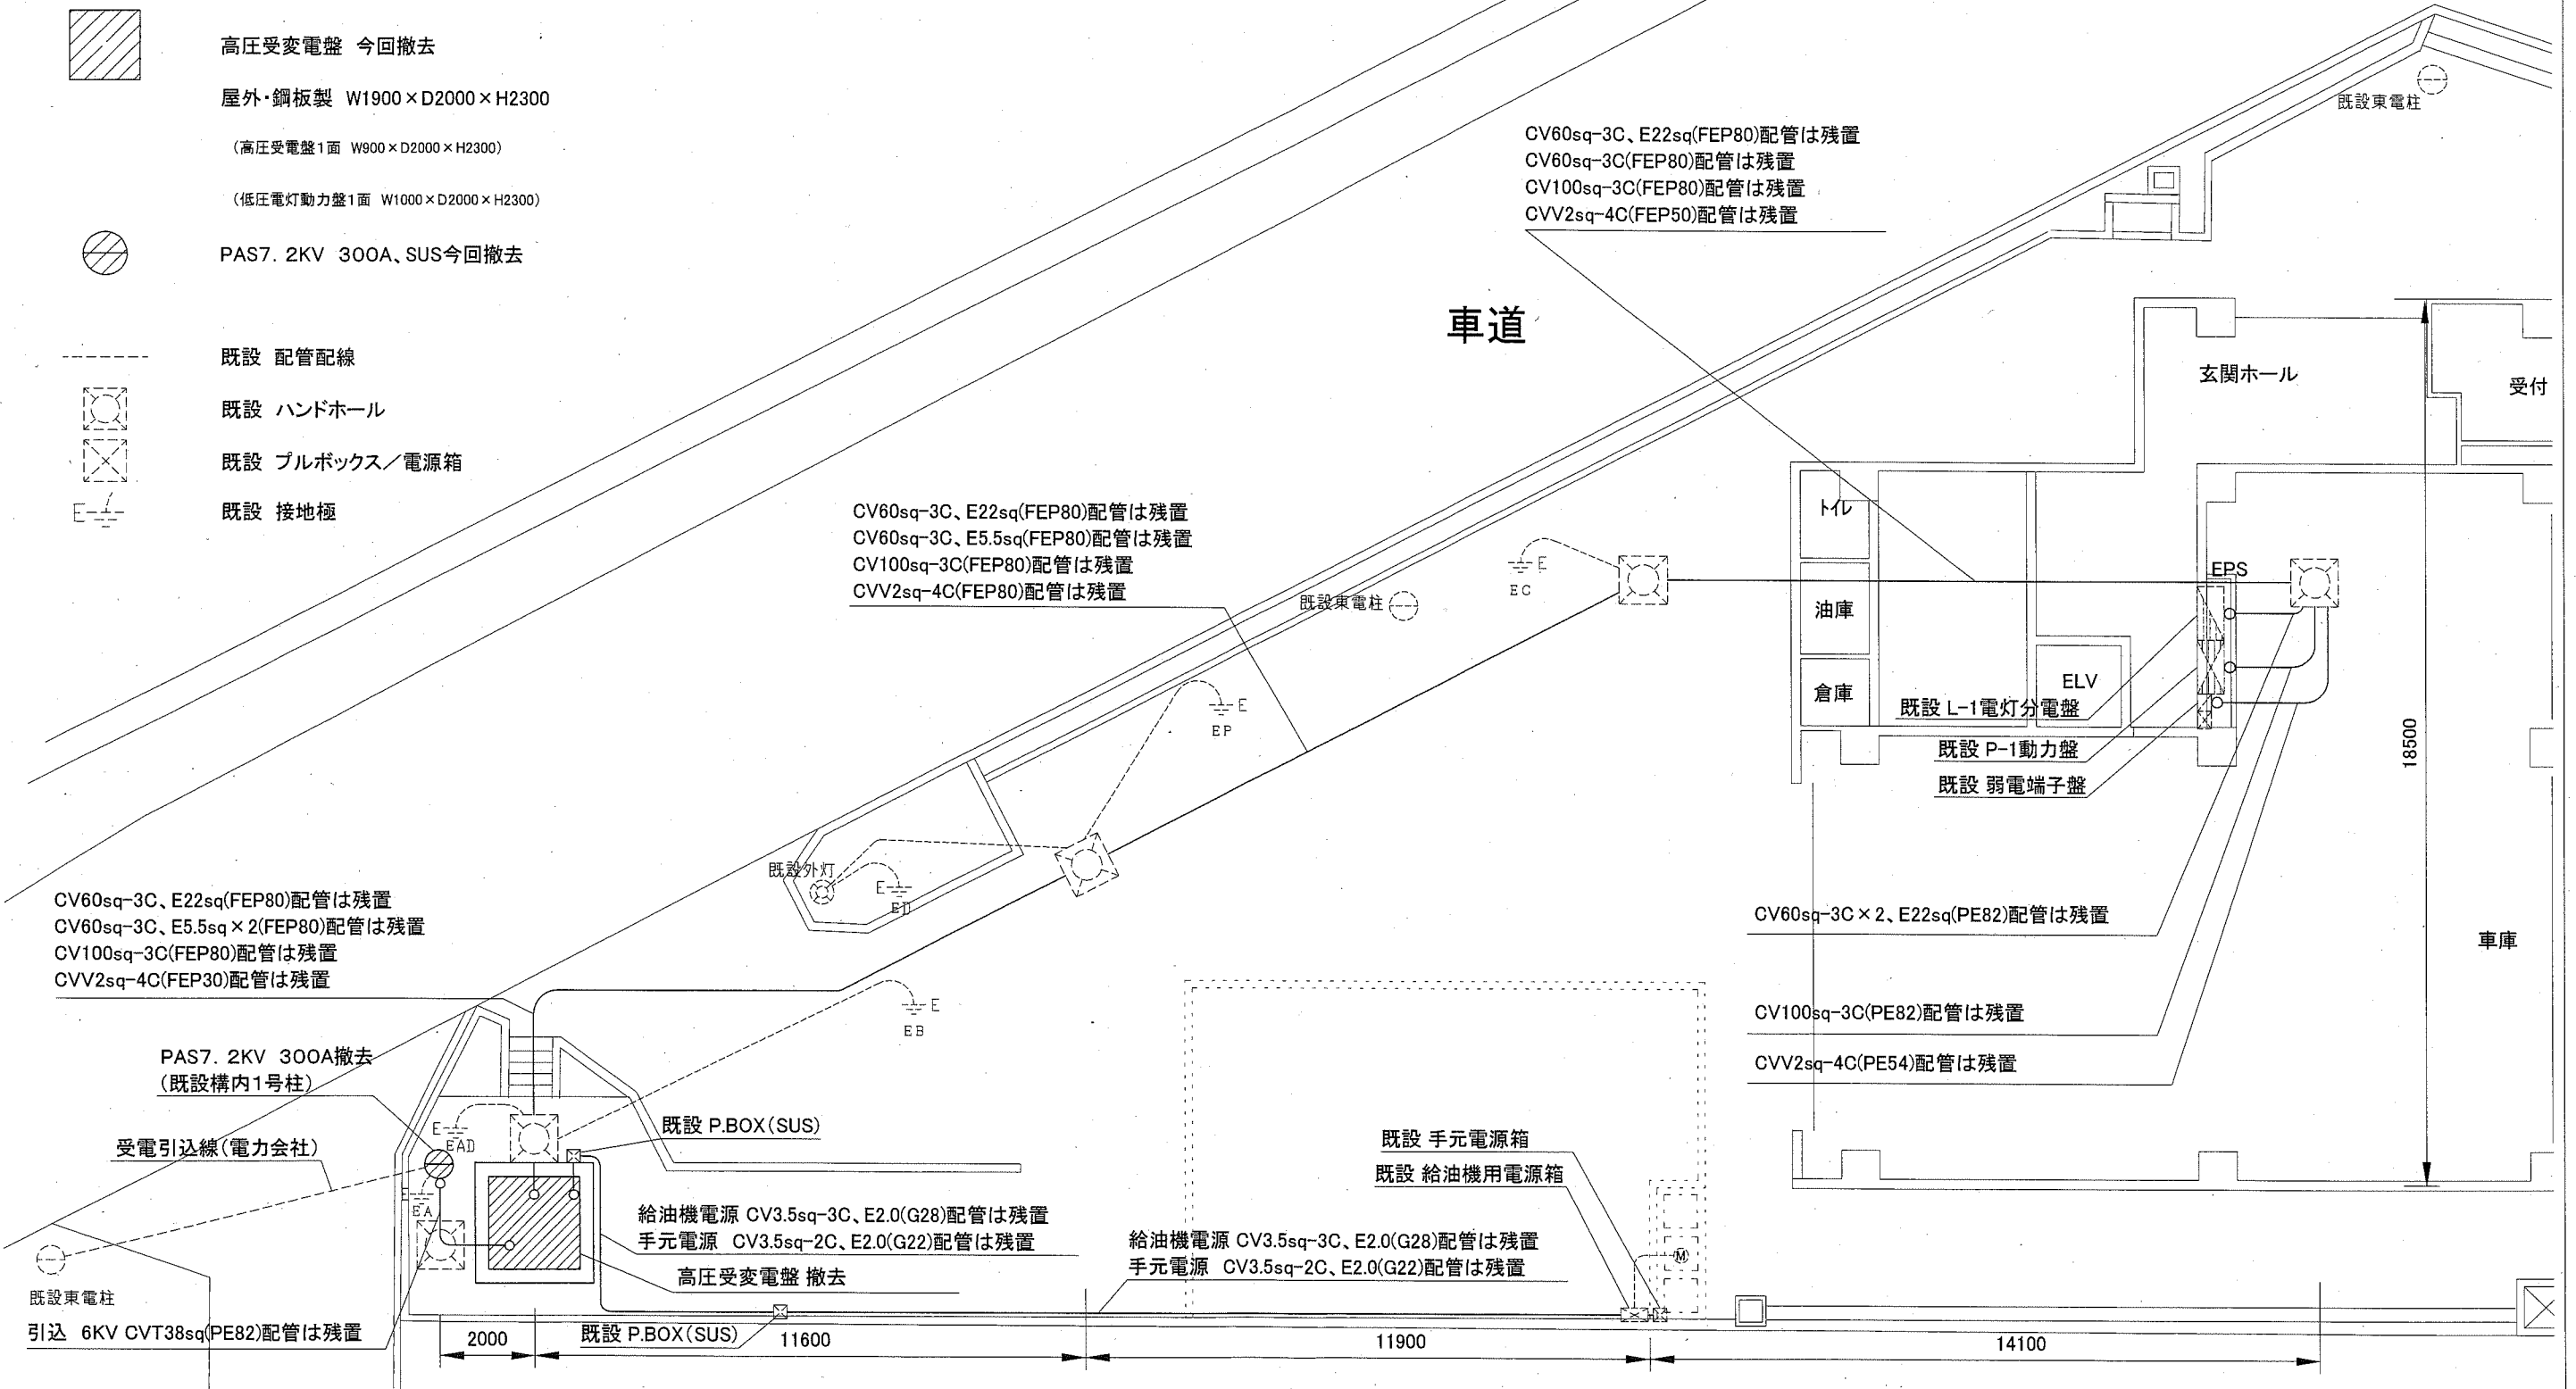 高圧受変電盤 今回撤去
屋外・鋼板製 W1900×D2000×H2300
（高圧受電盤1面 W900×D2000×H2300）
（低圧電灯動力盤1面 W1000×D2000×H2300）
PAS7. 2KV 300A、SUS今回撤去
既設 配管配線
既設 ハンドホール
既設 プルボックス／電源箱
E
既設 接地極
既設東電柱
CV60sq-3C、E22sq(FEP80)配管は残置
CV60sq-3C(FEP80)配管は残置
CV100sq-3C(FEP80)配管は残置
CVV2sq-4C(FEP50)配管は残置
車道
玄関ホール
受付
トイレ
油庫
倉庫
ELV
EPS
既設 L-1電灯分電盤
既設 P-1動力盤
既設 弱電端子盤
18500
車庫
CV60sq-3C、E22sq(FEP80)配管は残置
CV60sq-3C、E5.5sq(FEP80)配管は残置
CV100sq-3C(FEP80)配管は残置
CVV2sq-4C(FEP80)配管は残置
E
EC
既設東電柱
E
EP
既設外灯
E
ED
CV60sq-3C、E22sq(FEP80)配管は残置
CV60sq-3C、E5.5sq×2(FEP80)配管は残置
CV100sq-3C(FEP80)配管は残置
CVV2sq-4C(FEP30)配管は残置
E
EB
CV60sq-3C×2、E22sq(PE82)配管は残置
CV100sq-3C(PE82)配管は残置
CVV2sq-4C(PE54)配管は残置
PAS7. 2KV 300A撤去
（既設構内1号柱）
受電引込線（電力会社）
E
EAD
E
EA
既設 P.BOX（SUS）
既設 手元電源箱
既設 給油機用電源箱
M
給油機電源 CV3.5sq-3C、E2.0(G28)配管は残置
手元電源 CV3.5sq-2C、E2.0(G22)配管は残置
高圧受変電盤 撤去
給油機電源 CV3.5sq-3C、E2.0(G28)配管は残置
手元電源 CV3.5sq-2C、E2.0(G22)配管は残置
既設東電柱
引込 6KV CVT38sq(PE82)配管は残置
既設 P.BOX（SUS）
2000
11600
11900
14100